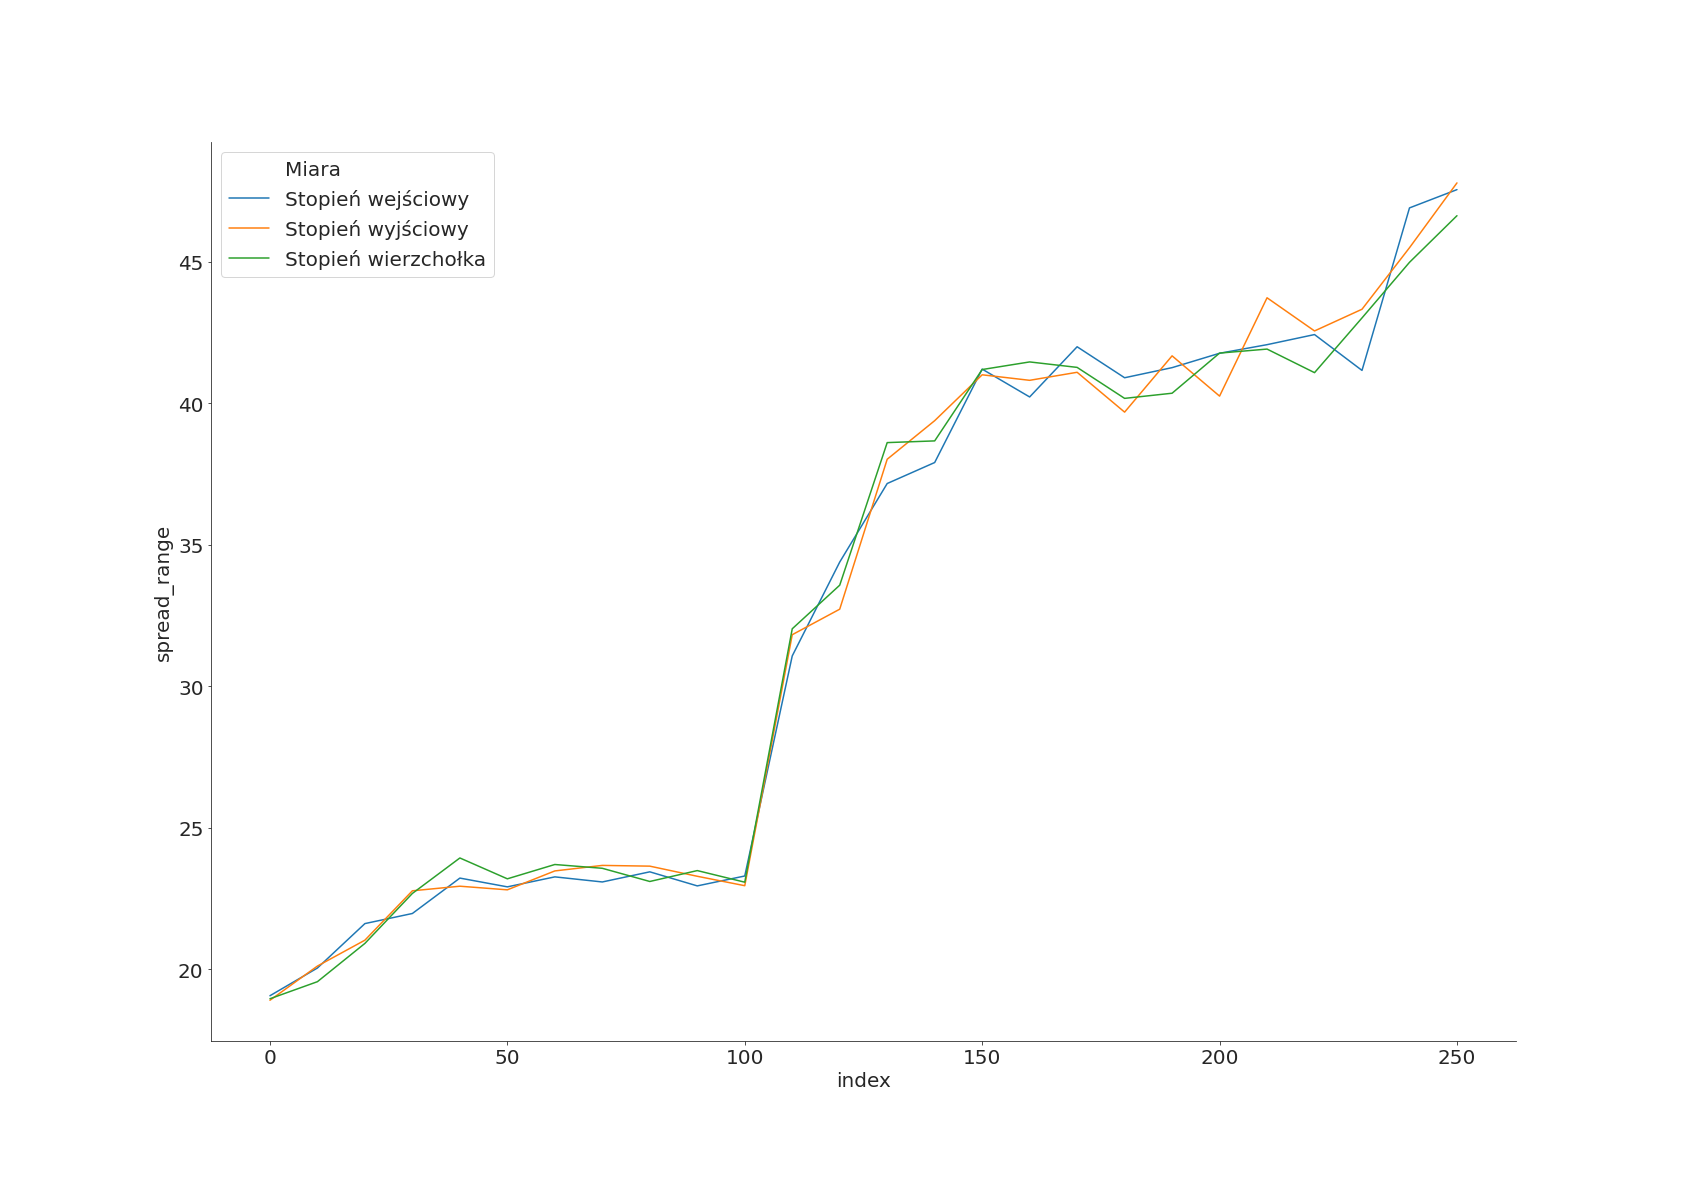 Miara
Stopień wejściowy
Stopień wyjściowy
Stopień wierzchołka
45
40
35
30
25
20
spread_range
0 50 100 150 200 250
index